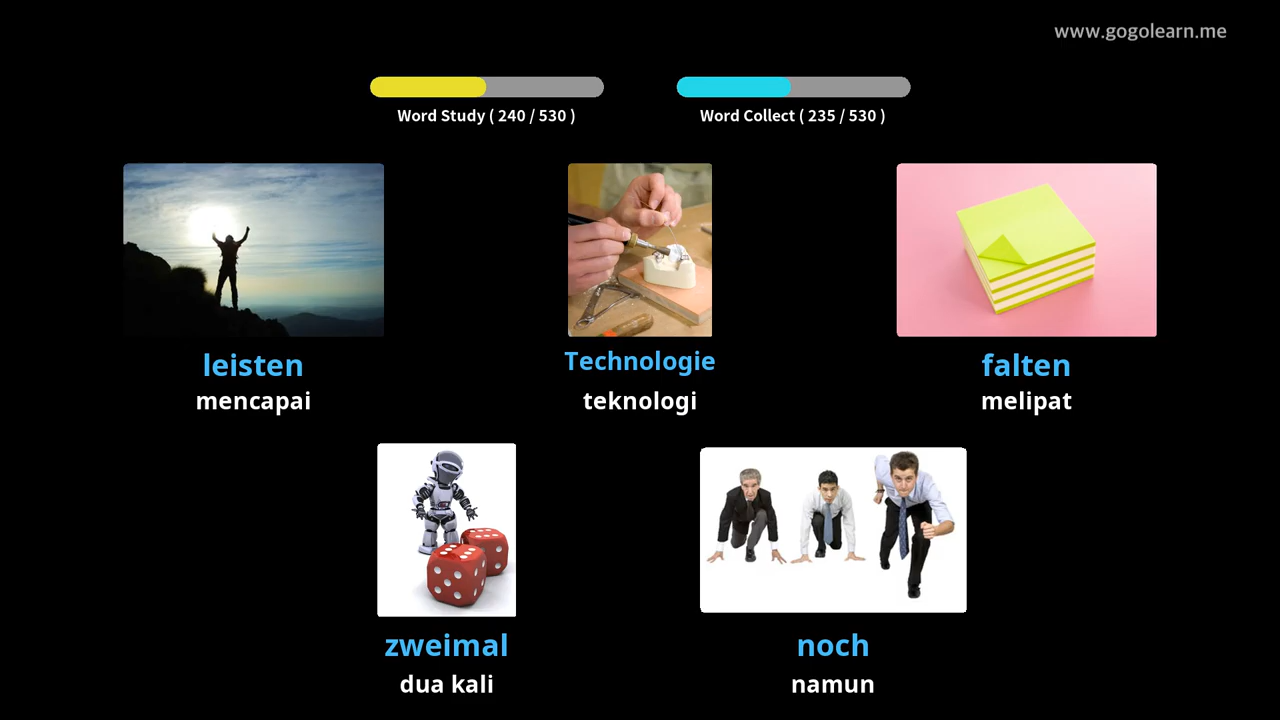 www.gogolearn.me
Word Study ( 240 / 530 )
Word Collect ( 235 / 530 )
leisten
mencapai
Technologie
teknologi
falten
melipat
zweimal
dua kali
noch
namun